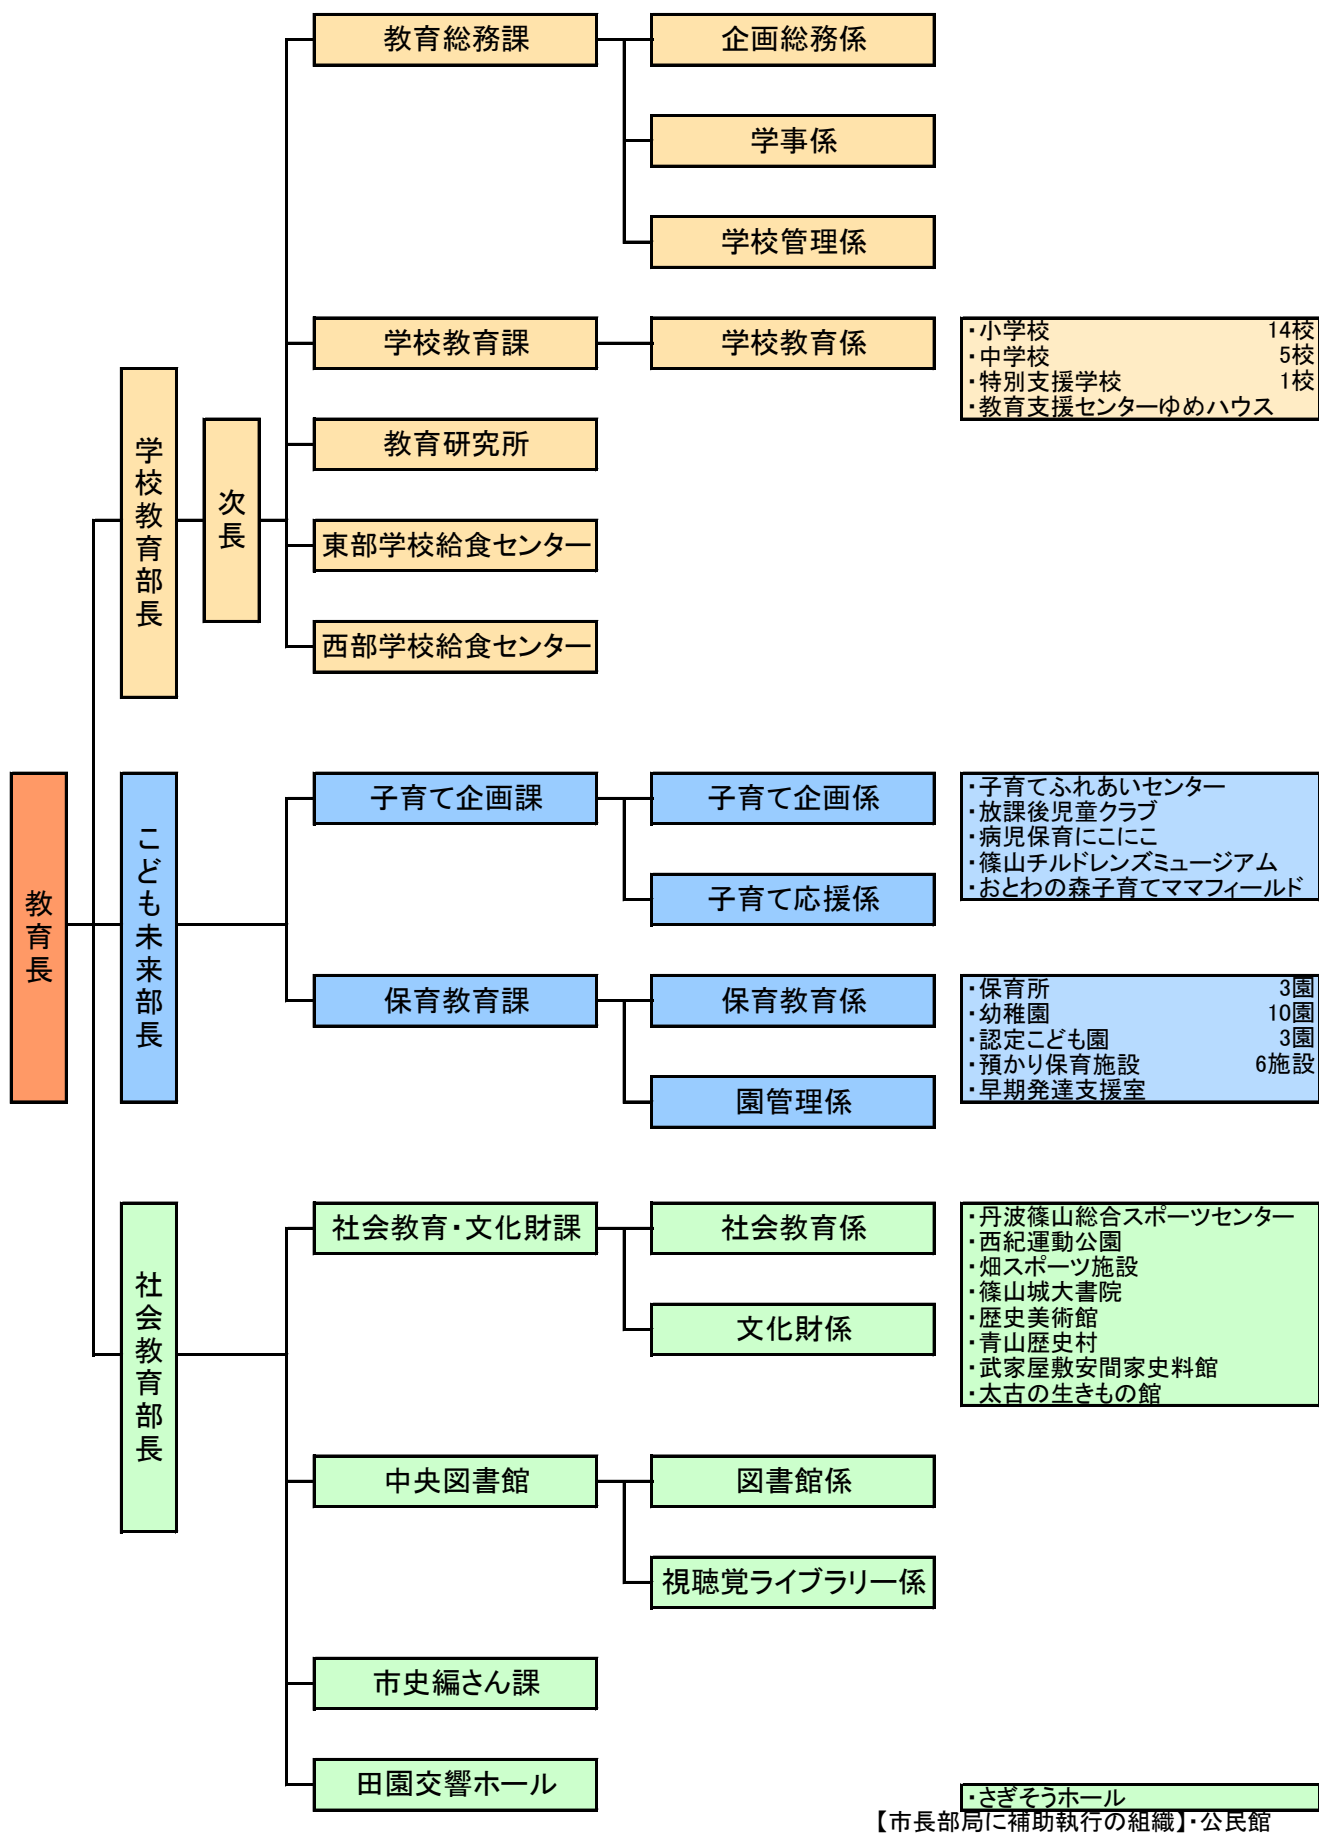 教育総務課
企画総務係
学事係
学校管理係
学校教育課
学校教育係
・小学校 14校
・中学校 5校
・特別支援学校 1校
・教育支援センターゆめハウス
学校教育部長
次長
教育研究所
東部学校給食センター
西部学校給食センター
教育長
こども未来部長
子育て企画課
子育て企画係
・子育てふれあいセンター
・放課後児童クラブ
・病児保育にこにこ
・篠山チルドレンズミュージアム
・おとわの森子育てママフィールド
子育て応援係
保育教育課
保育教育係
・保育所 3園
・幼稚園 10園
・認定こども園 3園
・預かり保育施設 6施設
・早期発達支援室
園管理係
社会教育部長
社会教育・文化財課
社会教育係
・丹波篠山総合スポーツセンター
・西紀運動公園
・畑スポーツ施設
・篠山城大書院
・歴史美術館
・青山歴史村
・武家屋敷安間家史料館
・太古の生きもの館
文化財係
中央図書館
図書館係
視聴覚ライブラリー係
市史編さん課
田園交響ホール
・さぎそうホール
【市長部局に補助執行の組織】・公民館